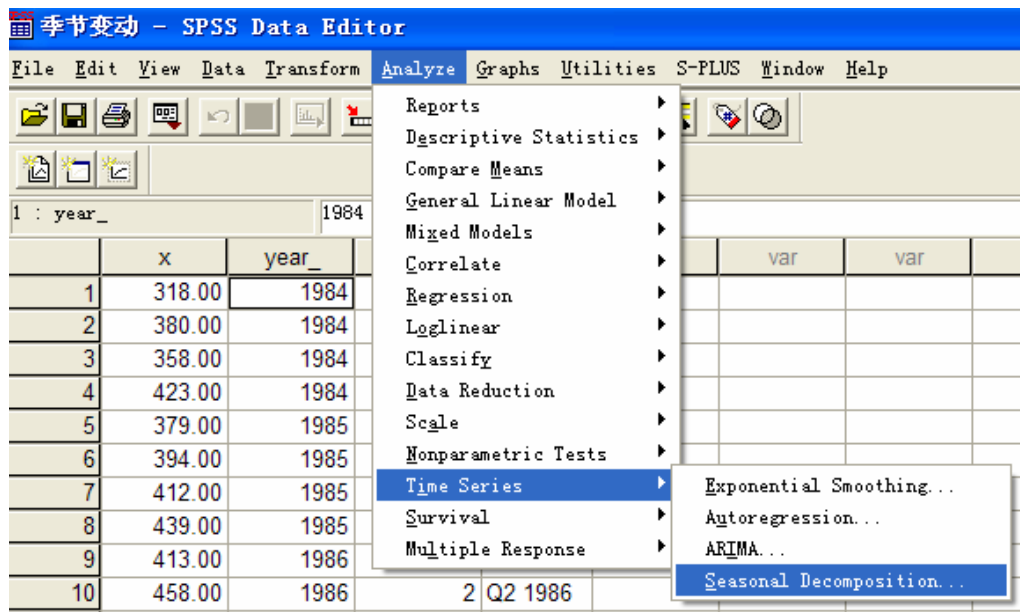 季节变动 - SPSS Data Editor
File Edit View Data Transform Analyze Graphs Utilities S-PLUS Window Help
Reports
Descriptive Statistics
Compare Means
General Linear Model
Mixed Models
Correlate
Regression
Loglinear
Classify
Data Reduction
Scale
Nonparametric Tests
Time Series
Survival
Multiple Response
Exponential Smoothing...
Autoregression...
ARIMA...
Seasonal Decomposition...
1 : year_ 1984
x year_ var var
1 318.00 1984
2 380.00 1984
3 358.00 1984
4 423.00 1984
5 379.00 1985
6 394.00 1985
7 412.00 1985
8 439.00 1985
9 413.00 1986
10 458.00 1986 2 Q2 1986